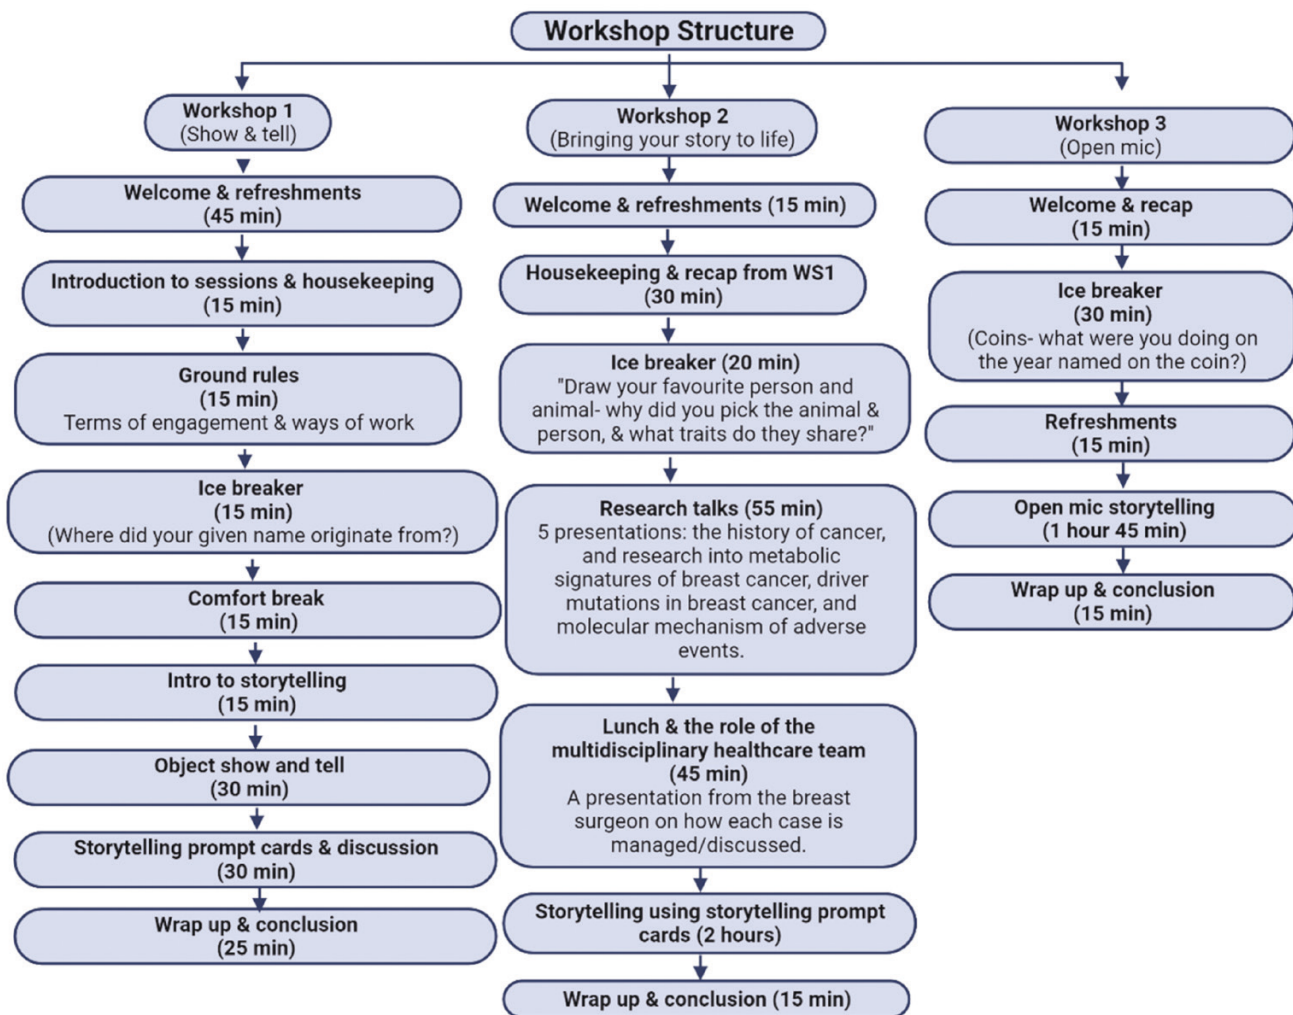 Workshop Structure
Workshop 1
(Show & tell)
Welcome & refreshments
(45 min)
Introduction to sessions & housekeeping
(15 min)
Ground rules
(15 min)
Terms of engagement & ways of work
Ice breaker
(15 min)
(Where did your given name originate from?)
Comfort break
(15 min)
Intro to storytelling
(15 min)
Object show and tell
(30 min)
Storytelling prompt cards & discussion
(30 min)
Wrap up & conclusion
(25 min)
Workshop 2
(Bringing your story to life)
Welcome & refreshments (15 min)
Housekeeping & recap from WS1
(30 min)
Ice breaker (20 min)
"Draw your favourite person and
animal- why did you pick the animal &
person, & what traits do they share?"
Research talks (55 min)
5 presentations: the history of cancer,
and research into metabolic
signatures of breast cancer, driver
mutations in breast cancer, and
molecular mechanism of adverse
events.
Lunch & the role of the
multidisciplinary healthcare team
(45 min)
A presentation from the breast
surgeon on how each case is
managed/discussed.
Storytelling using storytelling prompt
cards (2 hours)
Wrap up & conclusion (15 min)
Workshop 3
(Open mic)
Welcome & recap
(15 min)
Ice breaker
(30 min)
(Coins- what were you doing on
the year named on the coin?)
Refreshments
(15 min)
Open mic storytelling
(1 hour 45 min)
Wrap up & conclusion
(15 min)